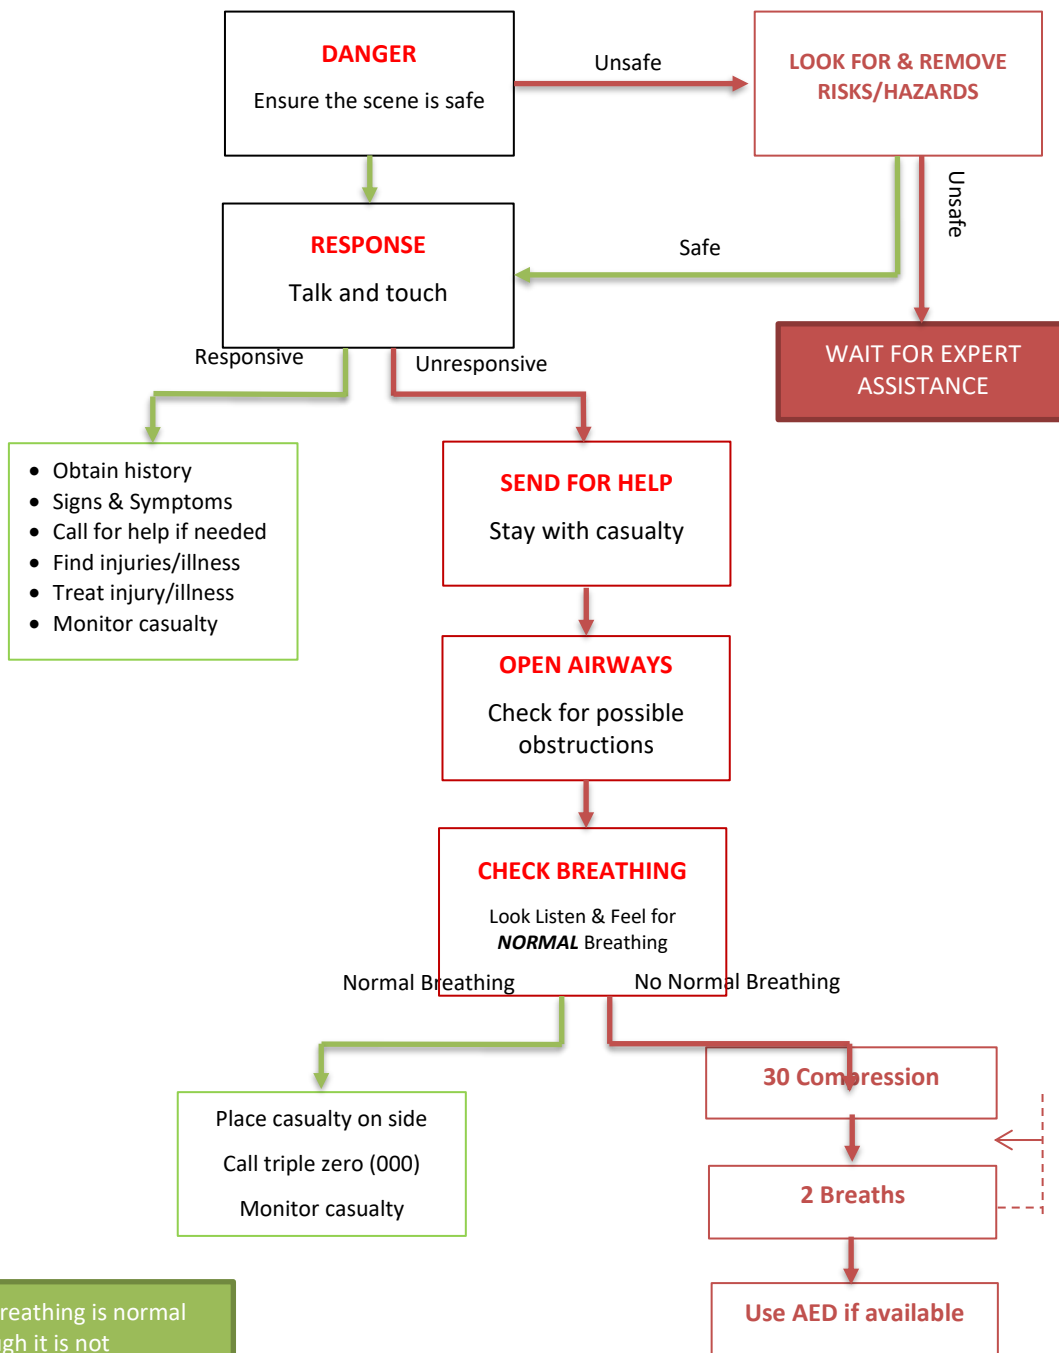 DANGER
Ensure the scene is safe
Unsafe
LOOK FOR & REMOVE
RISKS/HAZARDS
Unsafe
RESPONSE
Talk and touch
Safe
WAIT FOR EXPERT
ASSISTANCE
Responsive
Unresponsive
• Obtain history
• Signs & Symptoms
• Call for help if needed
• Find injuries/illness
• Treat injury/illness
• Monitor casualty
SEND FOR HELP
Stay with casualty
OPEN AIRWAYS
Check for possible
obstructions
CHECK BREATHING
Look Listen & Feel for
NORMAL Breathing
Normal Breathing
No Normal Breathing
Place casualty on side
Call triple zero (000)
Monitor casualty
30 Compression
2 Breaths
Use AED if available
breathing is normal
it is not